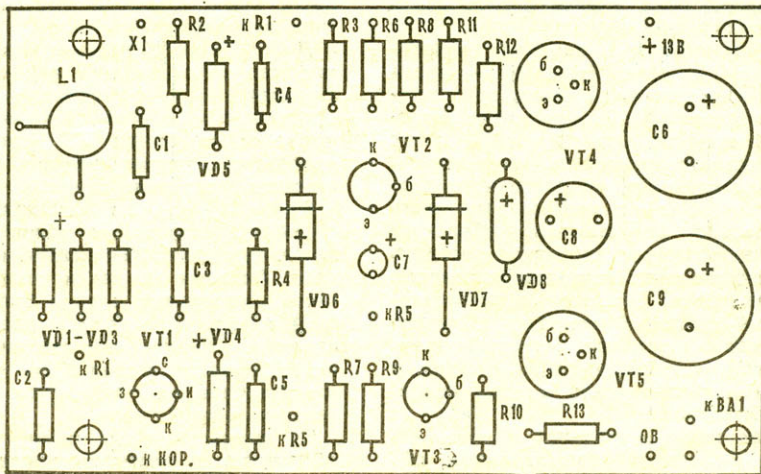 X1 R2 + к R1 R3 R6 R8 R11 R12 + 13В
L1 C1 VD5 C4 б к э VT4 + C6
к VT2 б э
+ C3 R4 + VD6 + C7 + VD7 + VD8 + C8 + C9
VD1-VD3 VT1 + VD4 к R5
C2 к R1 с з и к C5 R7 R9 к б э R10 б к э VT5 R13 к ВА1
к КОР. к R5 VT3 0В